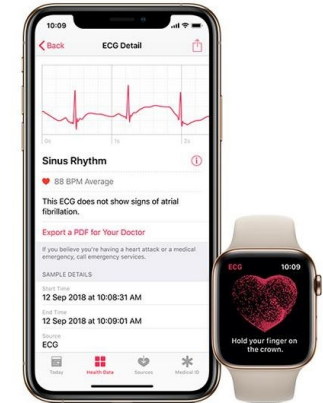 10:09
Back ECG Detail
0s 1s 2s
Sinus Rhythm
88 BPM Average
This ECG does not show signs of atrial
fibrillation.
Export a PDF for Your Doctor
If you believe you're having a heart attack or a medical
emergency, call emergency services.
SAMPLE DETAILS
Start Time
12 Sep 2018 at 10:08:31 AM
End Time
12 Sep 2018 at 10:09:01 AM
Source
ECG
Today Health Data Sources Medical ID
ECG 10:09
Hold your finger on
the crown.